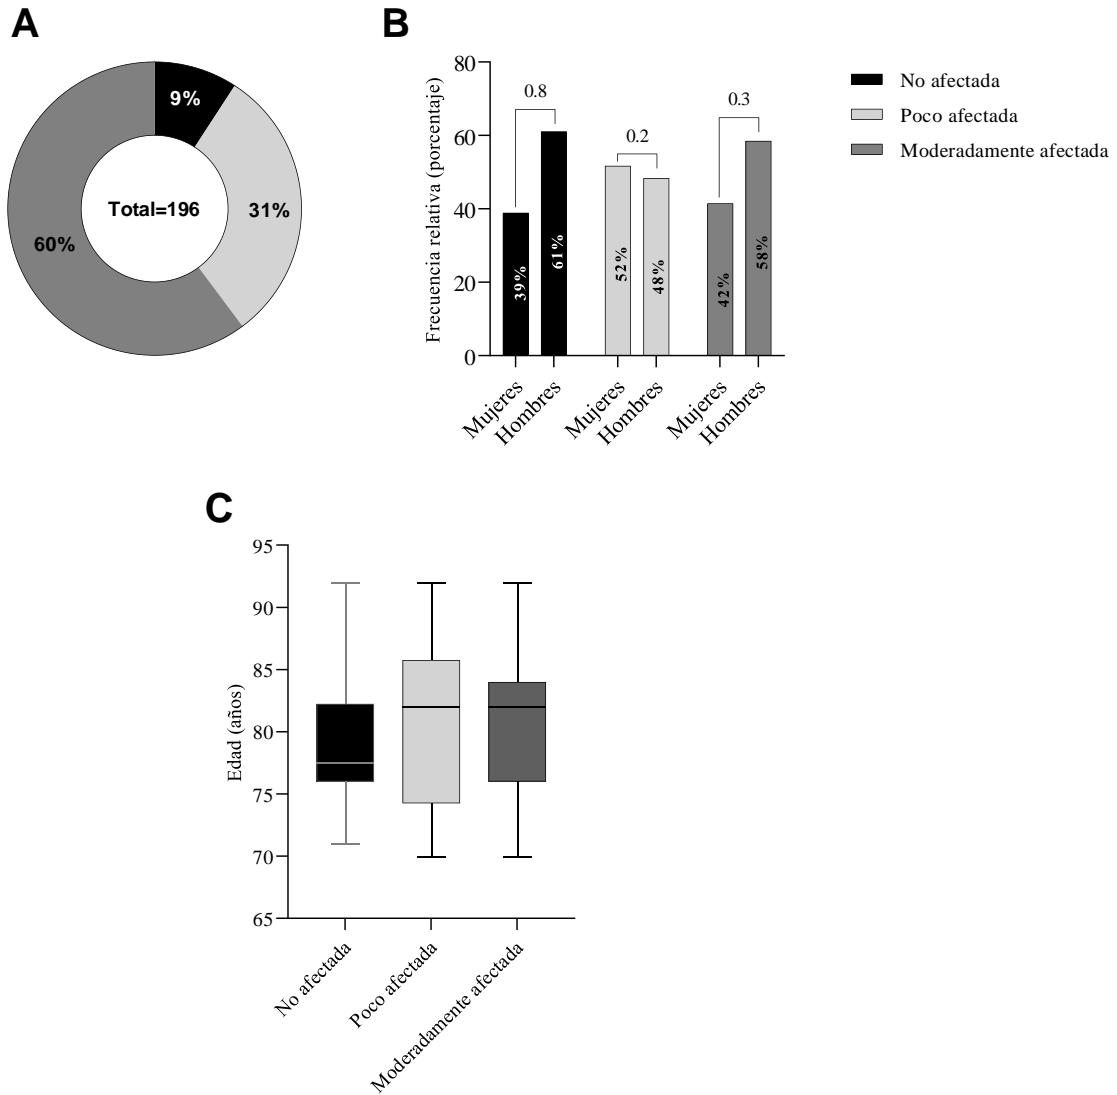 A
9%
31%
60%
Total=196
B
Frecuencia relativa (porcentaje)
80
60
40
20
0
0.8
0.2
0.3
39%
61%
52%
48%
42%
58%
Mujeres
Hombres
Mujeres
Hombres
Mujeres
Hombres
No afectada
Poco afectada
Moderadamente afectada
C
Edad (años)
95
90
85
80
75
70
65
No afectada
Poco afectada
Moderadamente afectada